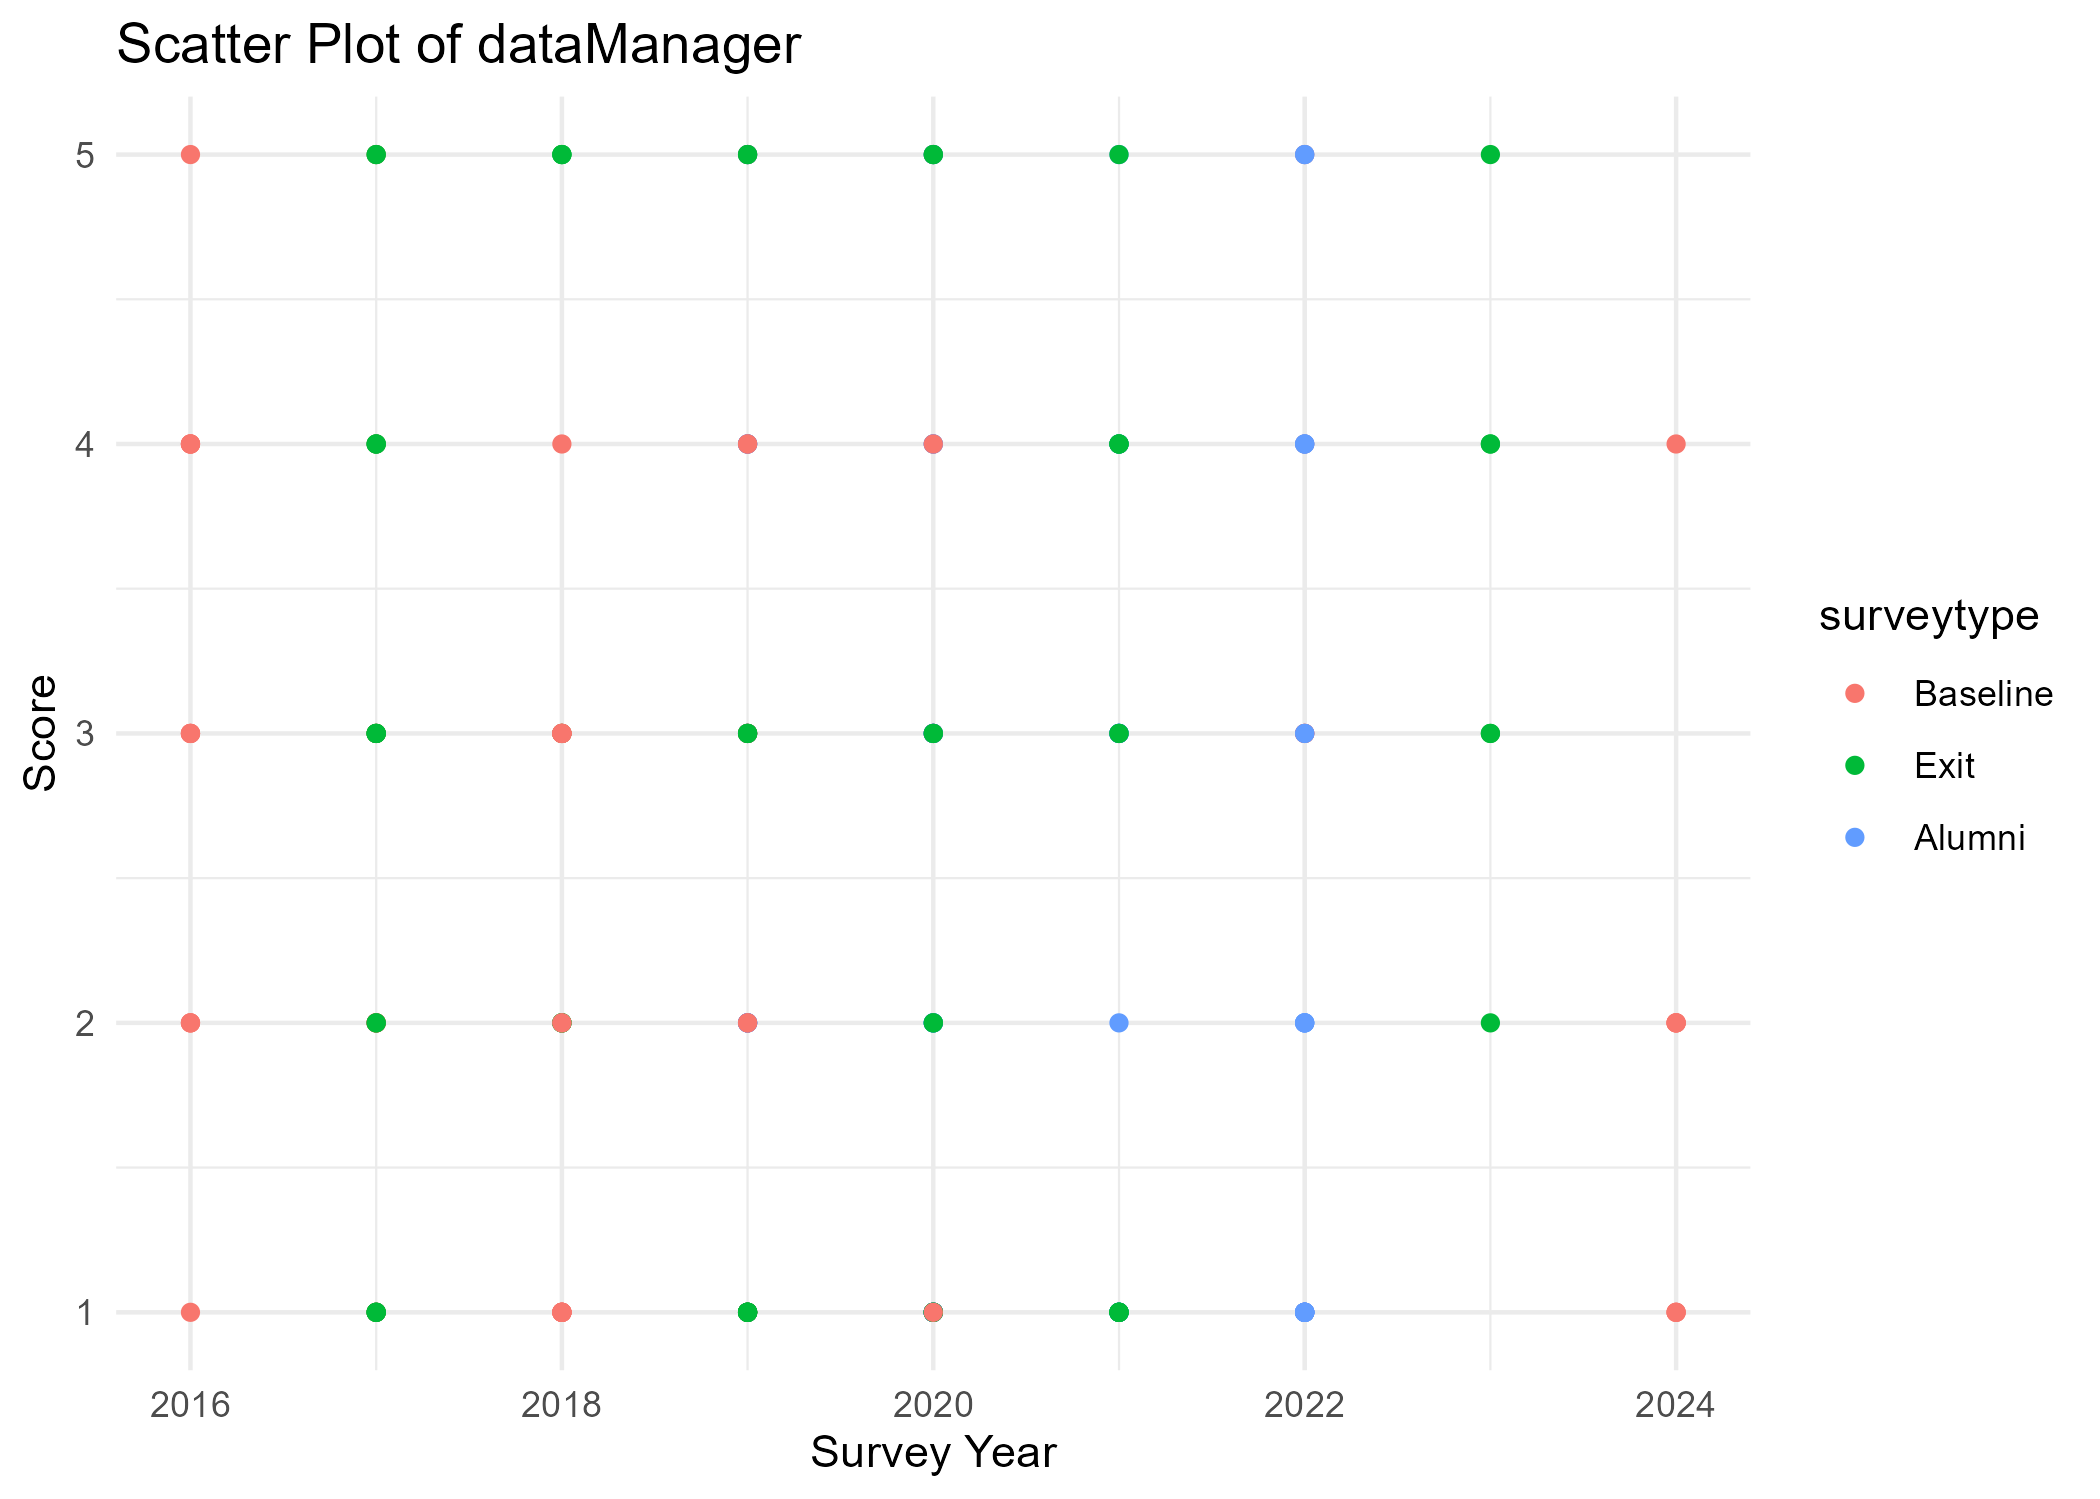 Scatter Plot of dataManager
5
4
3
2
1
Score
2016
2018
2020
2022
2024
Survey Year
surveytype
Baseline
Exit
Alumni